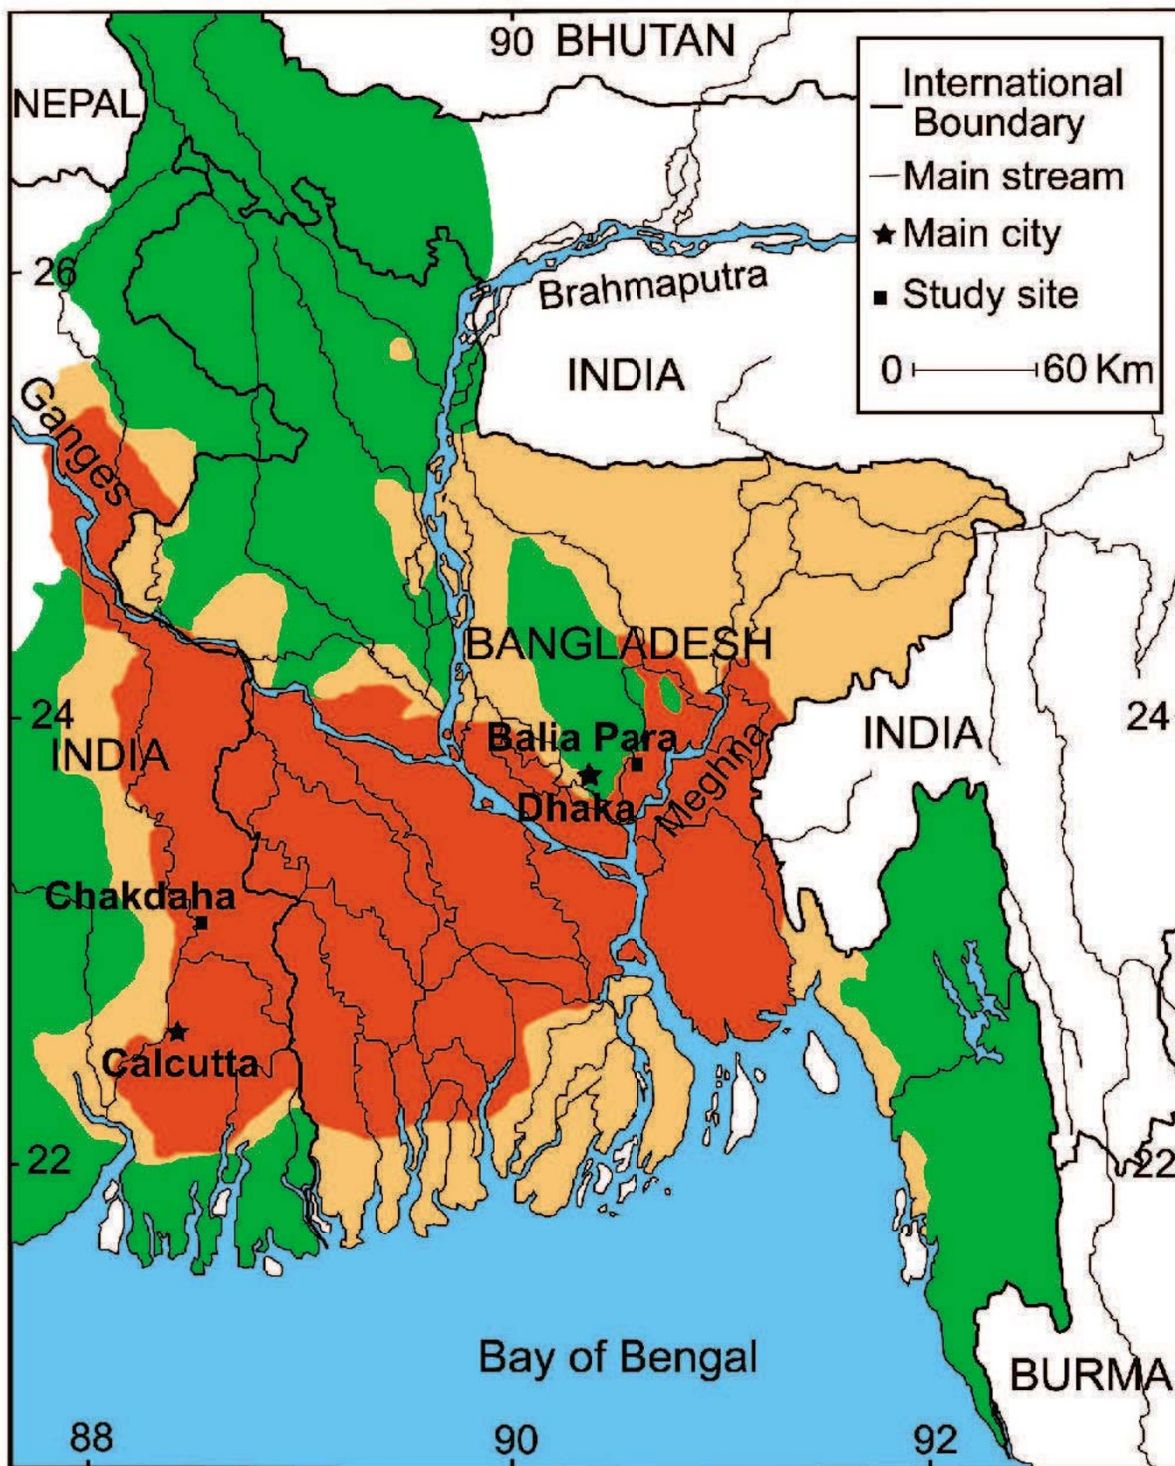 90 BHUTAN
NEPAL
International
Boundary
Main stream
Main city
Study site
0 60 Km
26
Brahmaputra
INDIA
Ganges
BANGLADESH
24
24
INDIA
INDIA
Balia Para
Meghna
Dhaka
Chakdaha
Calcutta
22
22
Bay of Bengal
BURMA
88
90
92